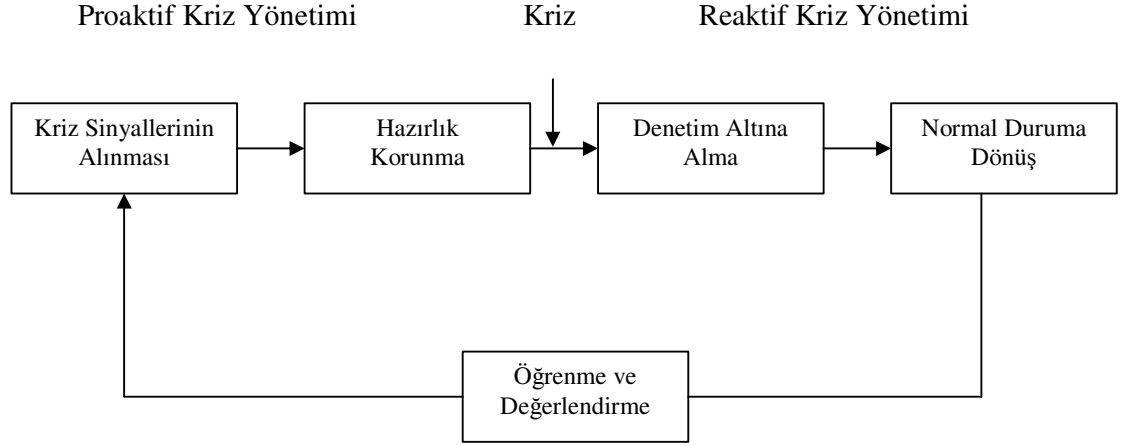 Proaktif Kriz Yönetimi
Kriz
Reaktif Kriz Yönetimi
Kriz Sinyallerinin
Alınması
Hazırlık
Korunma
Denetim Altına
Alma
Normal Duruma
Dönüş
Öğrenme ve
Değerlendirme